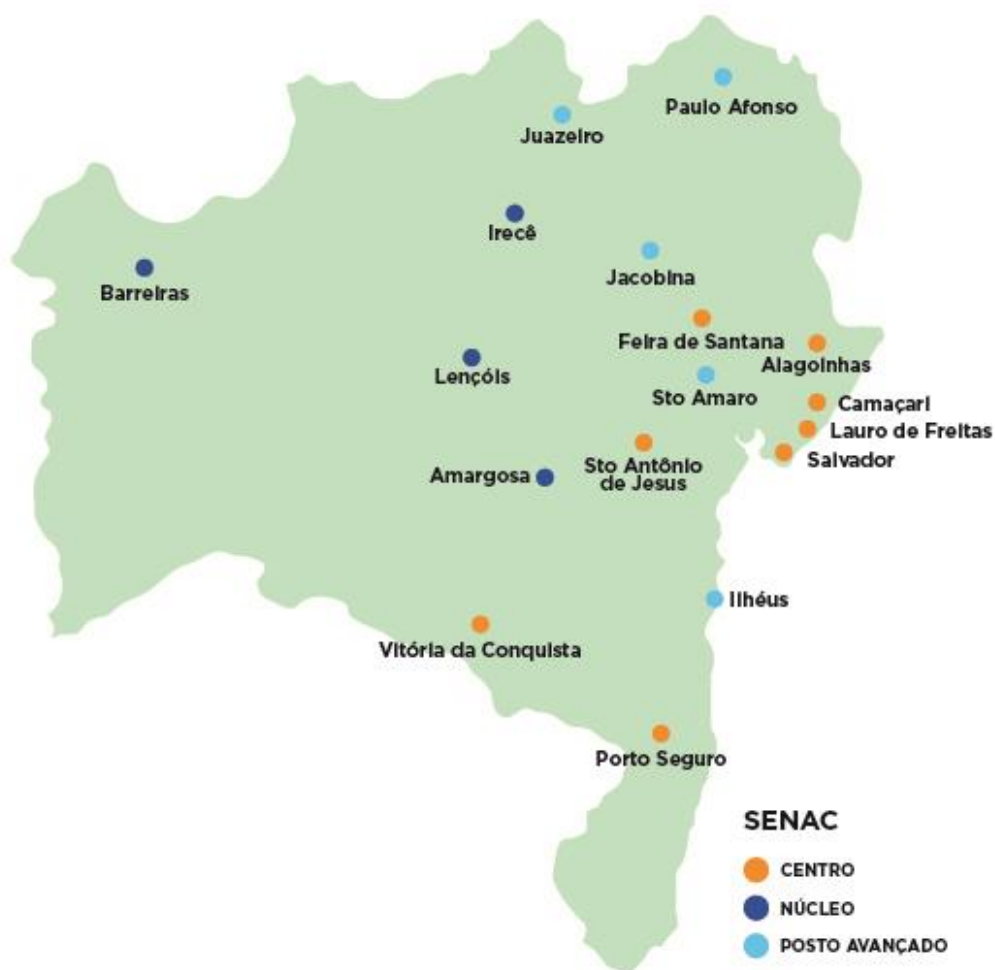 Paulo Afonso
Juazeiro
Irecê
Jacobina
Barreiras
Feira de Santana
Alagoinhas
Lençóis
Sto Amaro
Camaçari
Lauro de Freitas
Salvador
Sto Antônio
de Jesus
Amargosa
Ilhéus
Vitória da Conquista
Porto Seguro
SENAC
CENTRO
NÚCLEO
POSTO AVANÇADO